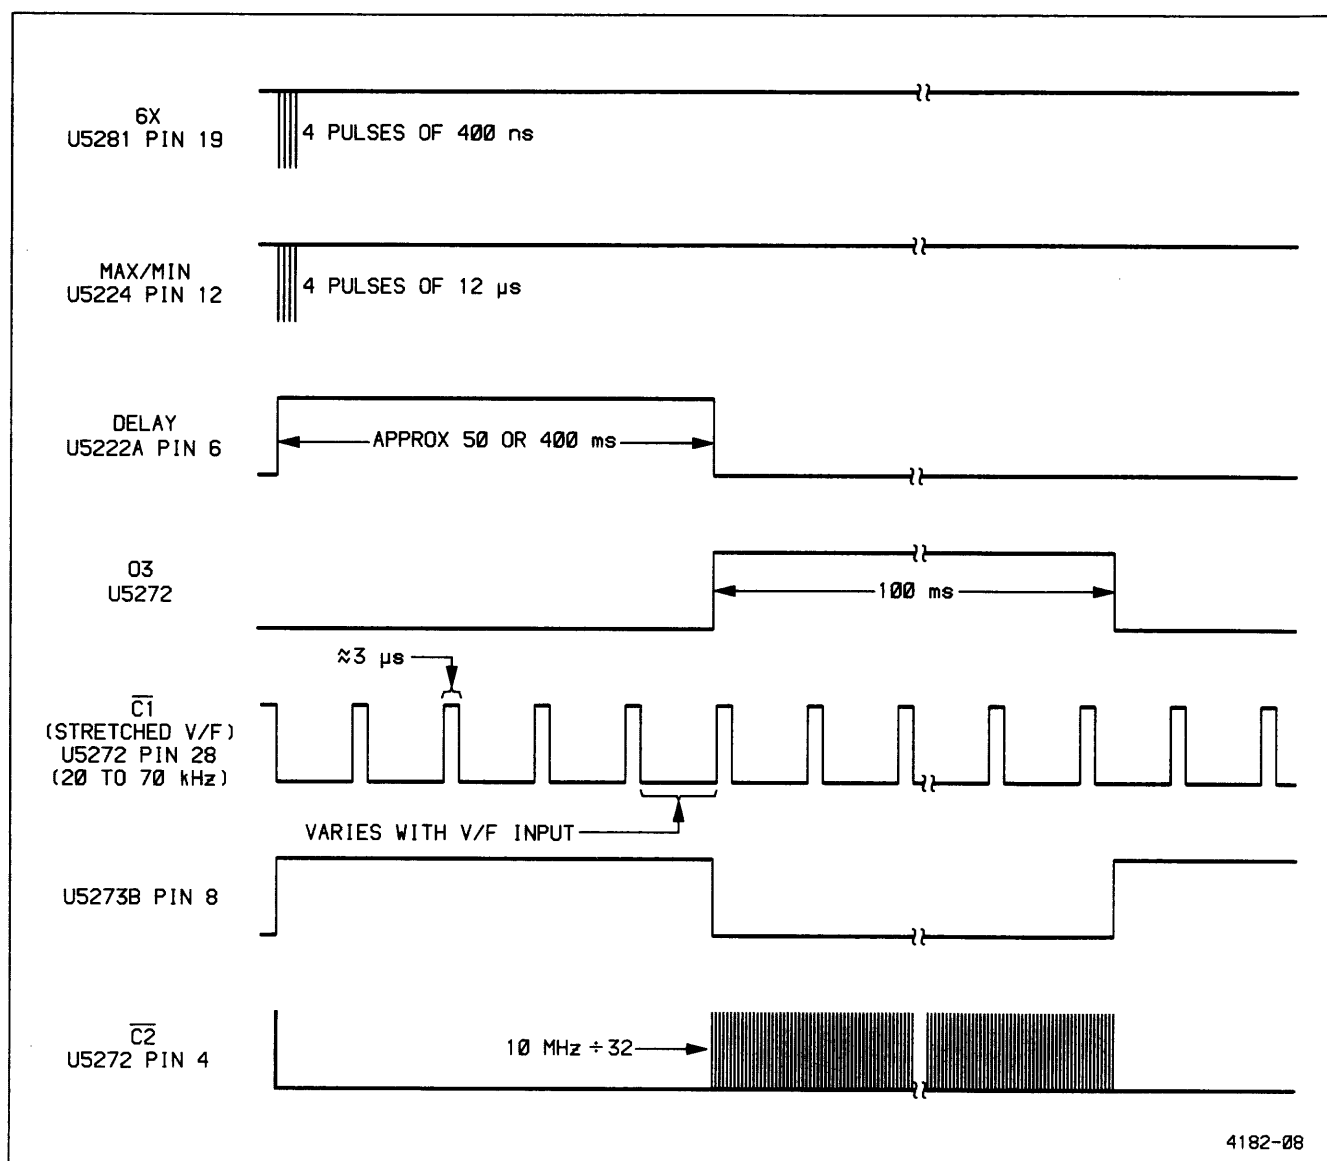 6X
U5281 PIN 19
4 PULSES OF 400 ns
MAX/MIN
U5224 PIN 12
4 PULSES OF 12 µs
DELAY
U5222A PIN 6
APPROX 50 OR 400 ms
O3
U5272
100 ms
≈3 µs
C1
(STRETCHED V/F)
U5272 PIN 28
(20 TO 70 kHz)
VARIES WITH V/F INPUT
U5273B PIN 8
C2
U5272 PIN 4
10 MHz ÷ 32
4182-08